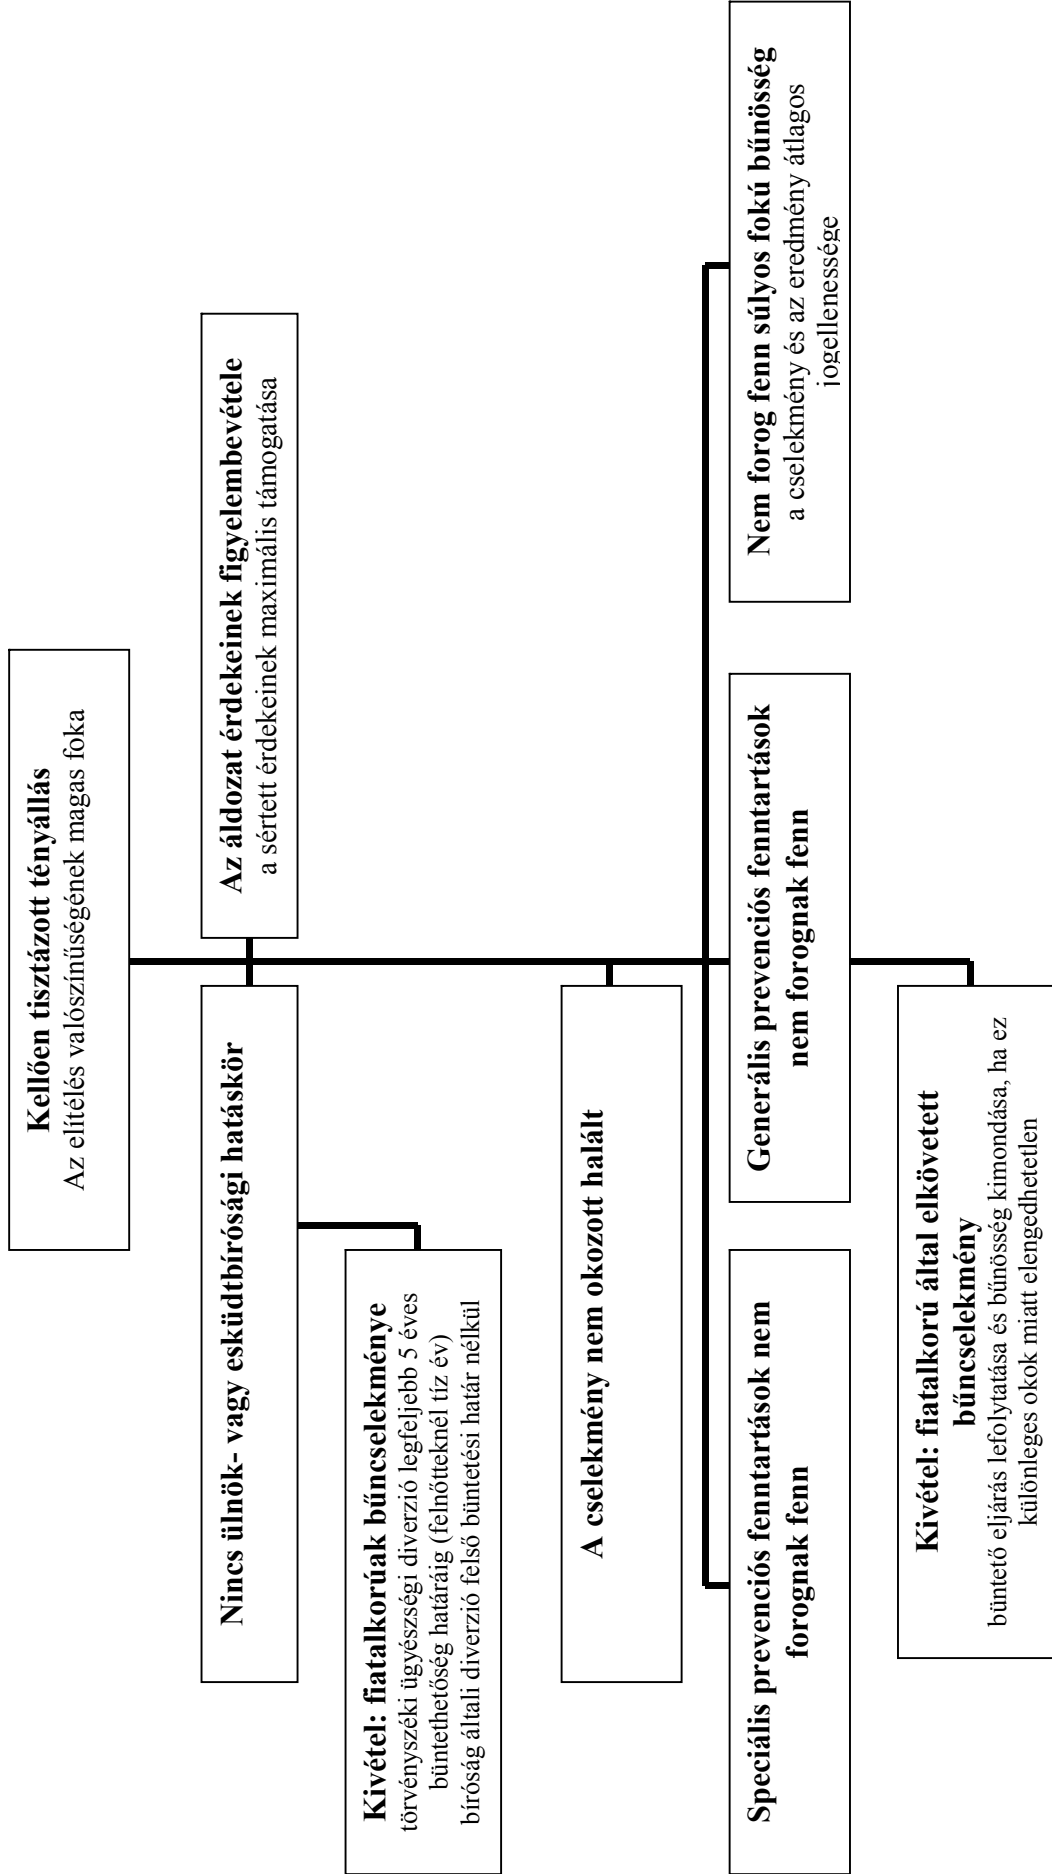 Kellően tisztázott tényállás
Az elítélés valószínűségének magas foka
Nincs ülnök- vagy esküdtbírósági hatáskör
Az áldozat érdekeinek figyelembevétele
a sértett érdekeinek maximális támogatása
Kivétel: fiatalkorúak bűncselekménye
törvényszéki ügyészségi diverzió legfeljebb 5 éves
büntethetőség határáig (felnőtteknél tíz év)
bíróság általi diverzió felső büntetési határ nélkül
A cselekmény nem okozott halált
Speciális prevenciós fenntartások nem
forognak fenn
Generális prevenciós fenntartások
nem forognak fenn
Nem forog fenn súlyos fokú bűnösség
a cselekmény és az eredmény átlagos
jogellenessége
Kivétel: fiatalkorú által elkövetett
bűncselekmény
büntető eljárás lefolytatása és bűnösség kimondása, ha ez
különleges okok miatt elengedhetetlen